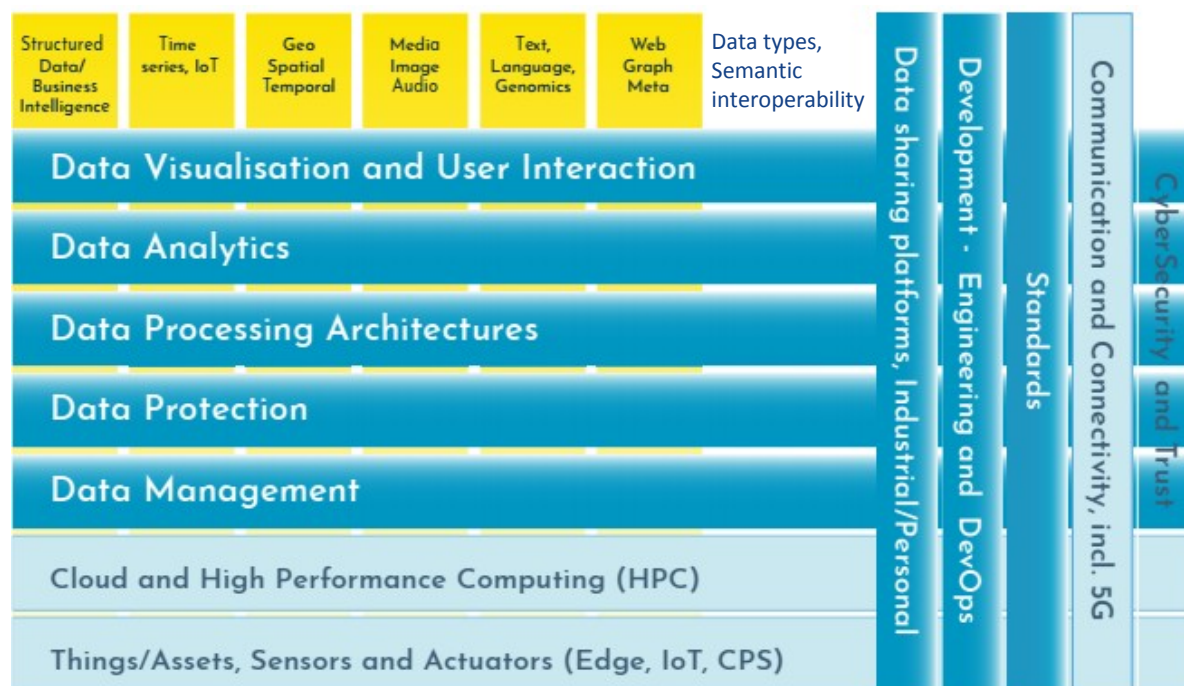 Structured
Data/
Business
Intelligence
Time
series, IoT
Geo
Spatial
Temporal
Media
Image
Audio
Text,
Language,
Genomics
Web
Graph
Meta
Data types,
Semantic
interoperability
Data Visualisation and User Interaction
Data Analytics
Data Processing Architectures
Data Protection
Data Management
Cloud and High Performance Computing (HPC)
Things/Assets, Sensors and Actuators (Edge, IoT, CPS)
Data sharing platforms, Industrial/Personal
Development - Engineering and DevOps
Standards
Communication and Connectivity, incl. 5G
CyberSecurity and Trust